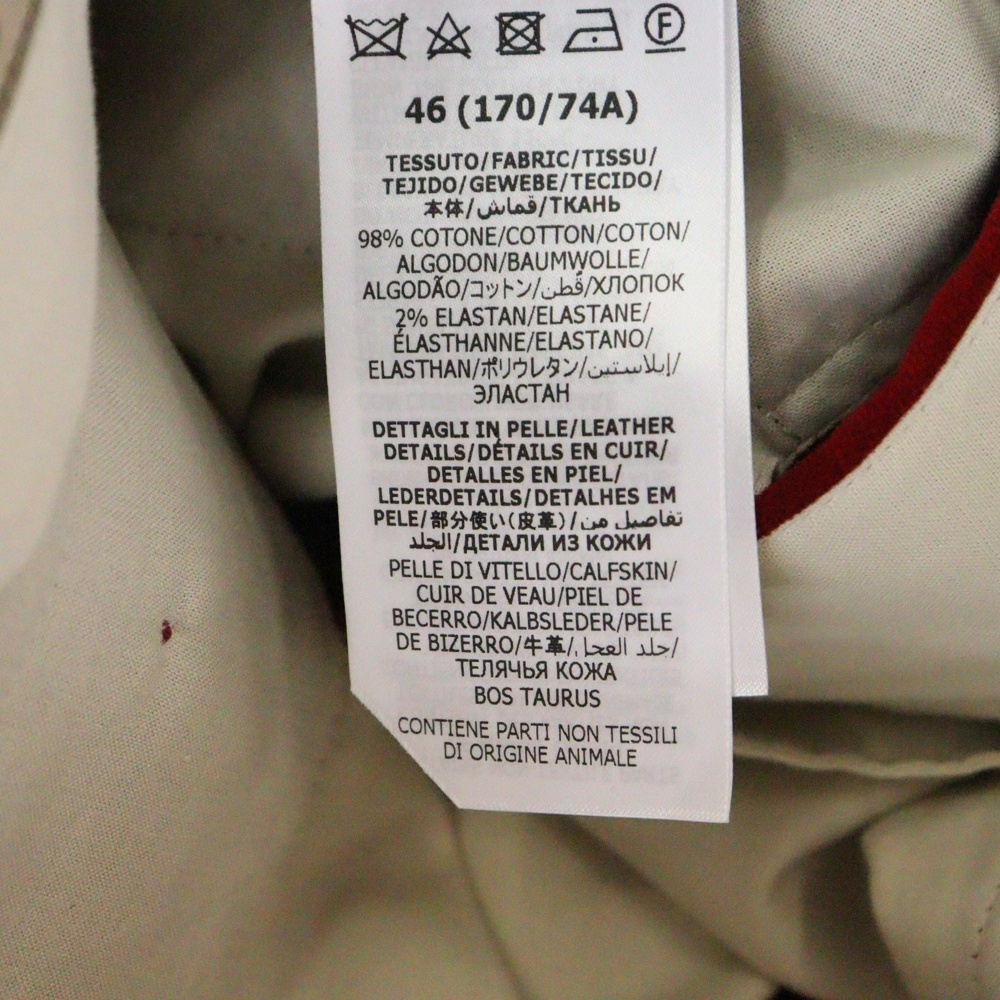 F
46 (170/74A)
TESSUTO/FABRIC/TISSU/
TEJIDO/GEWEBE/TECIDO/
本体/قماش/ТКАНЬ
98% COTONE/COTTON/COTON/
ALGODON/BAUMWOLLE/
ALGODÃO/コットン/قطن/ХЛОПОК
2% ELASTAN/ELASTANE/
ÉLASTHANNE/ELASTANO/
ELASTHAN/ポリウレタン/إيلاستين/
ЭЛАСТАН
DETTAGLI IN PELLE/LEATHER
DETAILS/DÉTAILS EN CUIR/
DETALLES EN PIEL/
LEDERDETAILS/DETALHES EM
PELE/部分使い(皮革)/تفاصيل من
الجلد/ДЕТАЛИ ИЗ КОЖИ
PELLE DI VITELLO/CALFSKIN/
CUIR DE VEAU/PIEL DE
BECERRO/KALBSLEDER/PELE
DE BIZERRO/牛革/جلد العجل/
ТЕЛЯЧЬЯ КОЖА
BOS TAURUS
CONTIENE PARTI NON TESSILI
DI ORIGINE ANIMALE